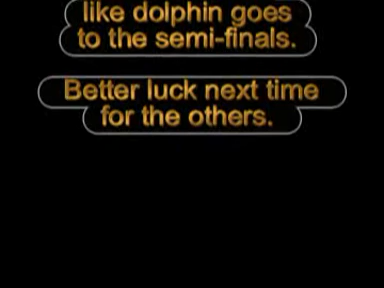 like dolphin goes
to the semi-finals.
Better luck next time
for the others.